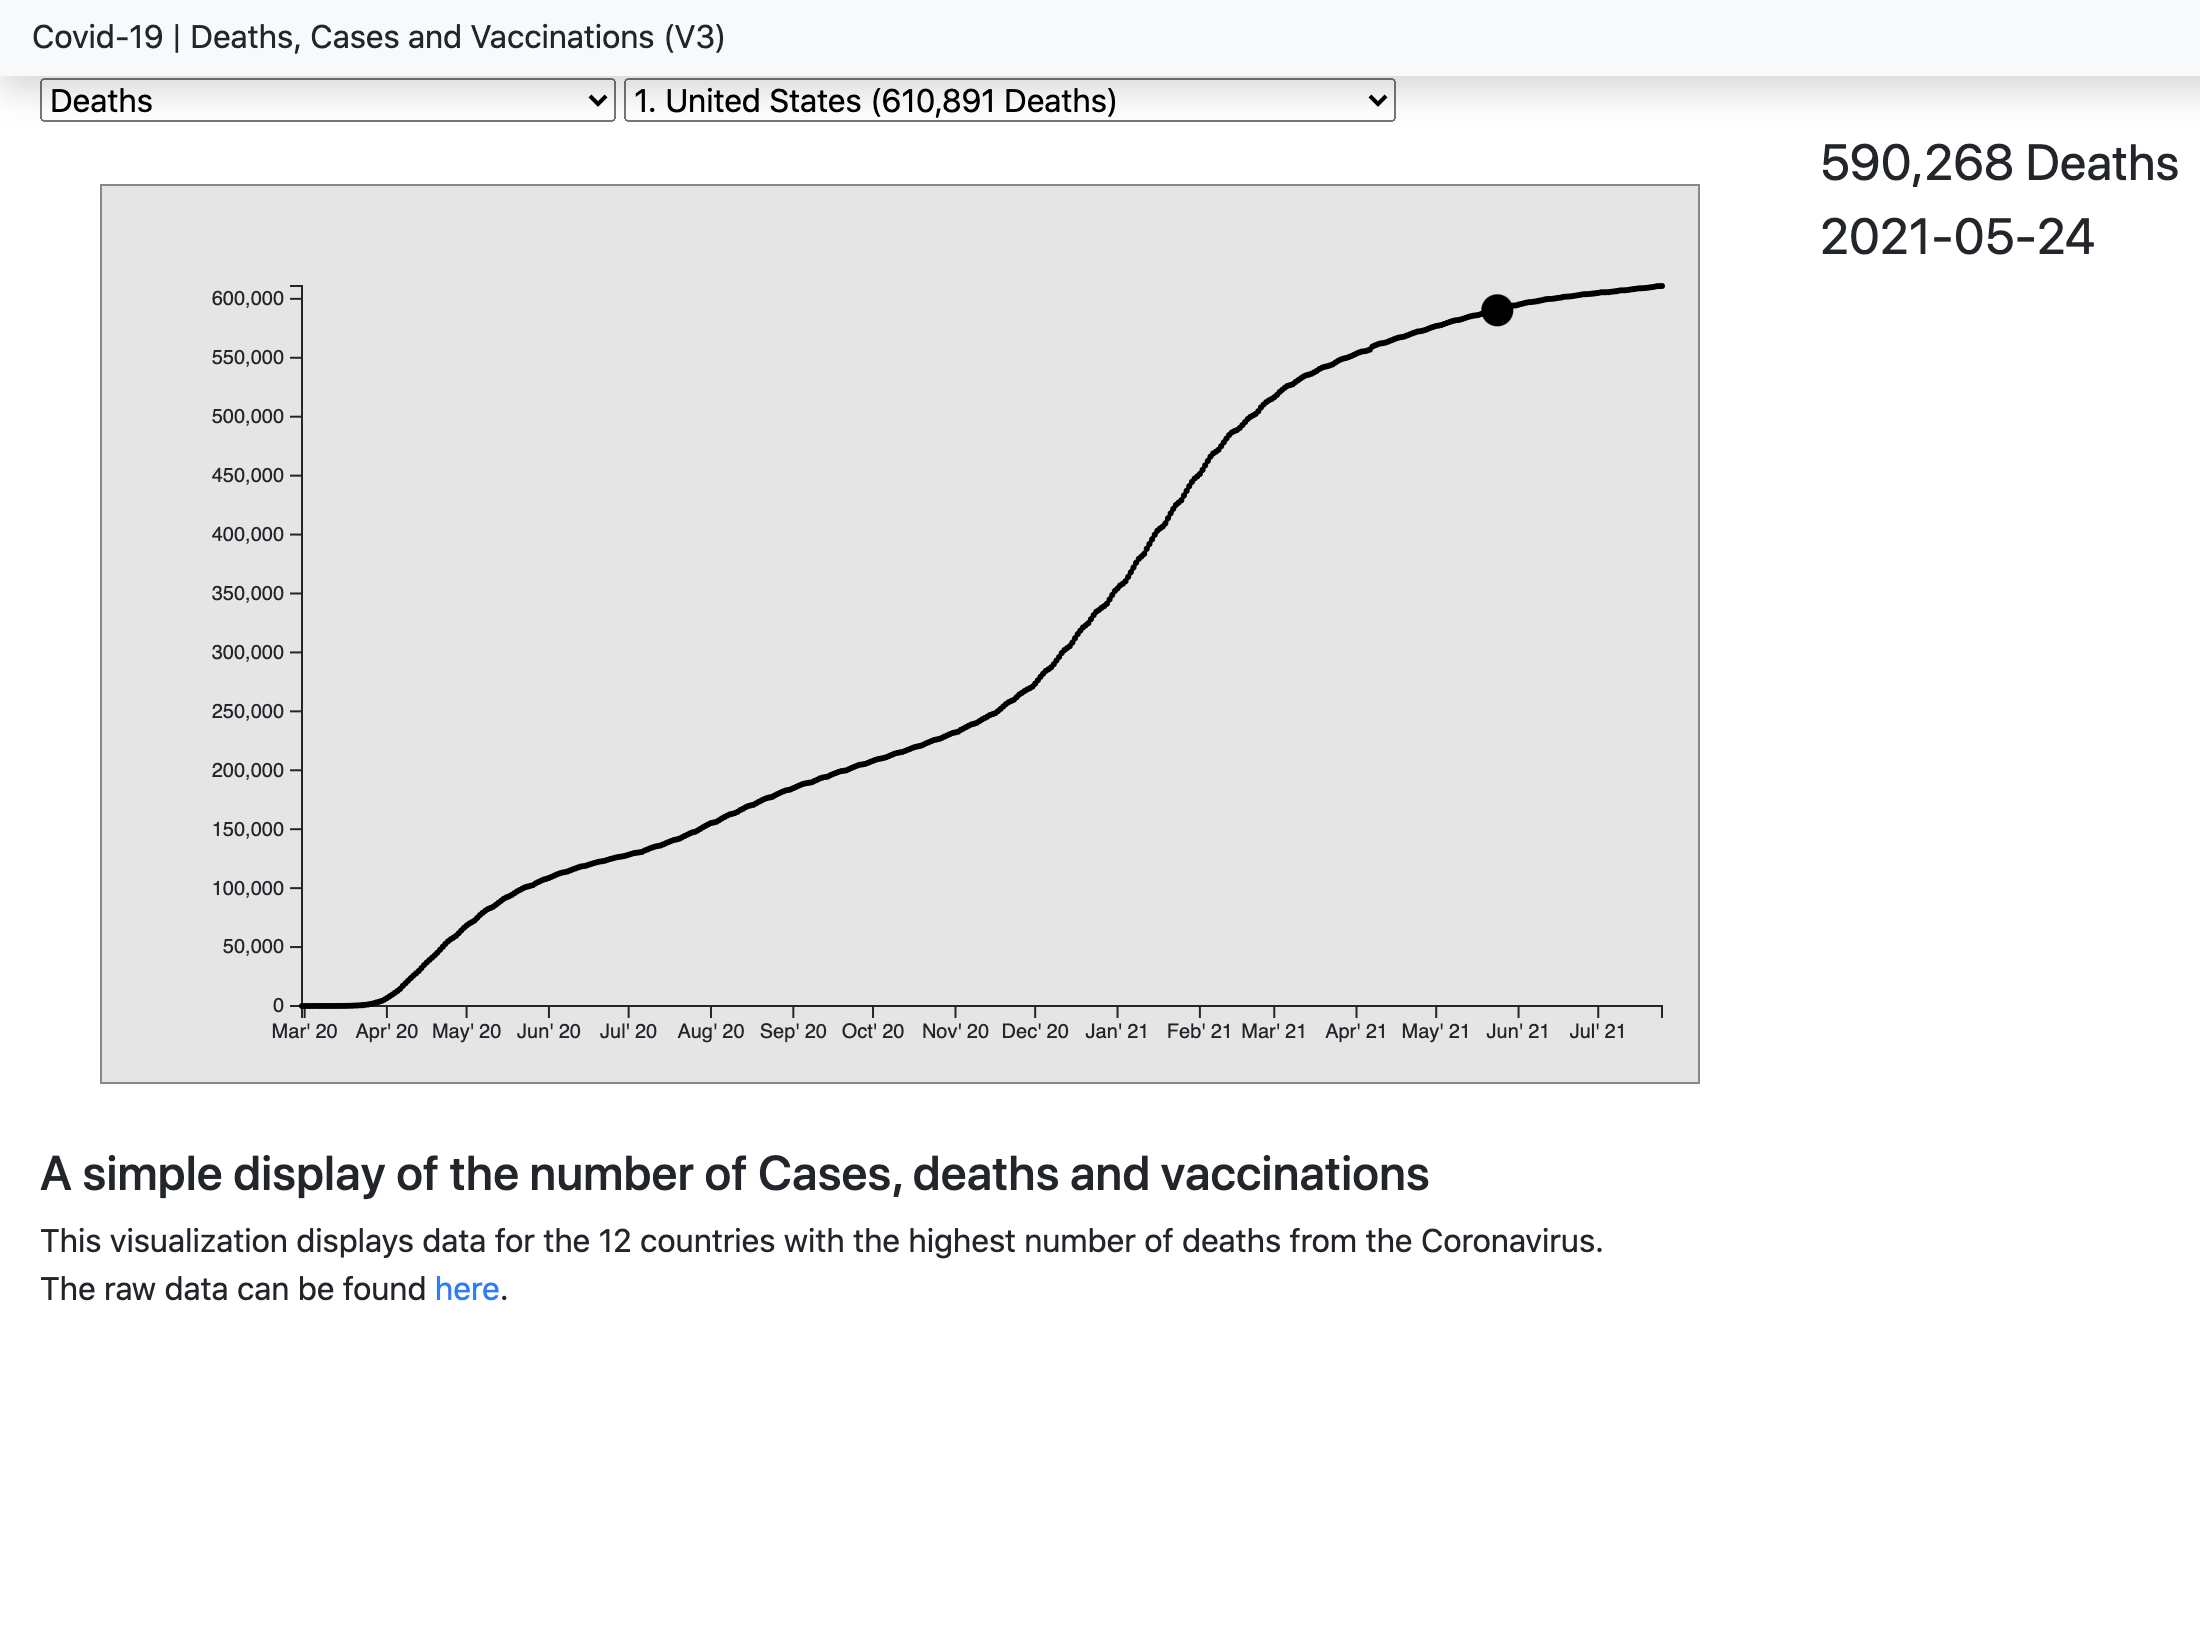 Covid-19 | Deaths, Cases and Vaccinations (V3)
Deaths
1. United States (610,891 Deaths)
590,268 Deaths
2021-05-24
600,000
550,000
500,000
450,000
400,000
350,000
300,000
250,000
200,000
150,000
100,000
50,000
0
Mar' 20 Apr' 20 May' 20 Jun' 20 Jul' 20 Aug' 20 Sep' 20 Oct' 20 Nov' 20 Dec' 20 Jan' 21 Feb' 21 Mar' 21 Apr' 21 May' 21 Jun' 21 Jul' 21
A simple display of the number of Cases, deaths and vaccinations
This visualization displays data for the 12 countries with the highest number of deaths from the Coronavirus.
The raw data can be found here.